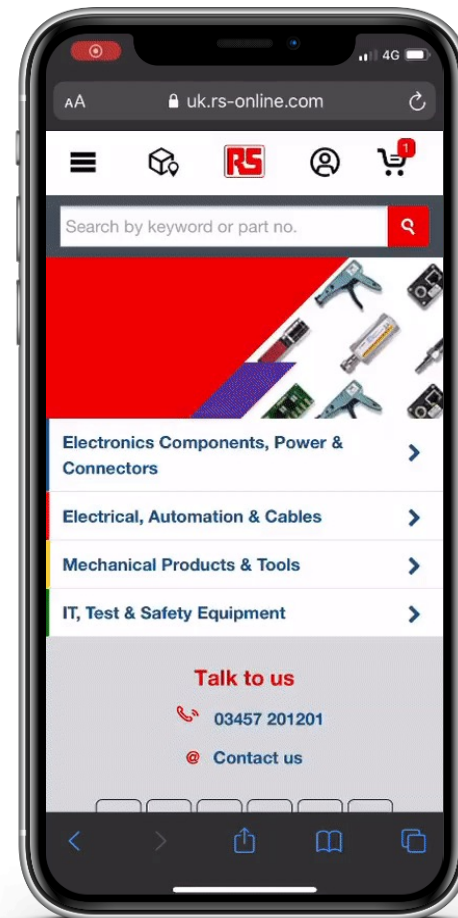 4G
AA uk.rs-online.com
RS
1
Search by keyword or part no.
Electronics Components, Power &
Connectors
Electrical, Automation & Cables
Mechanical Products & Tools
IT, Test & Safety Equipment
Talk to us
03457 201201
@ Contact us